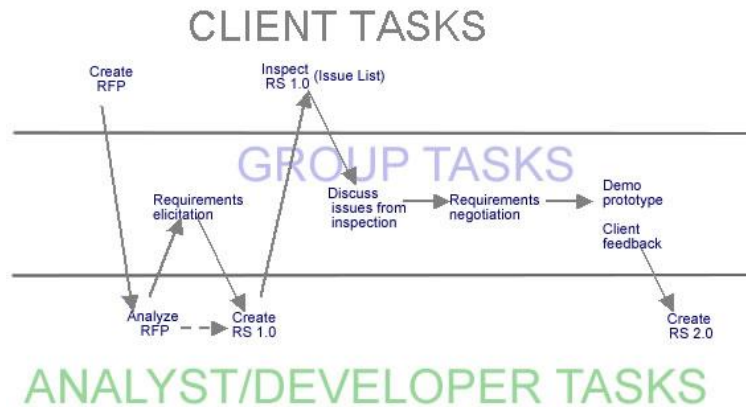 CLIENT TASKS
Create
RFP
Inspect
RS 1.0 (Issue List)
GROUP TASKS
Requirements
elicitation
Discuss
issues from
inspection
Requirements
negotiation
Demo
prototype
Client
feedback
Analyze
RFP
Create
RS 1.0
Create
RS 2.0
ANALYST/DEVELOPER TASKS